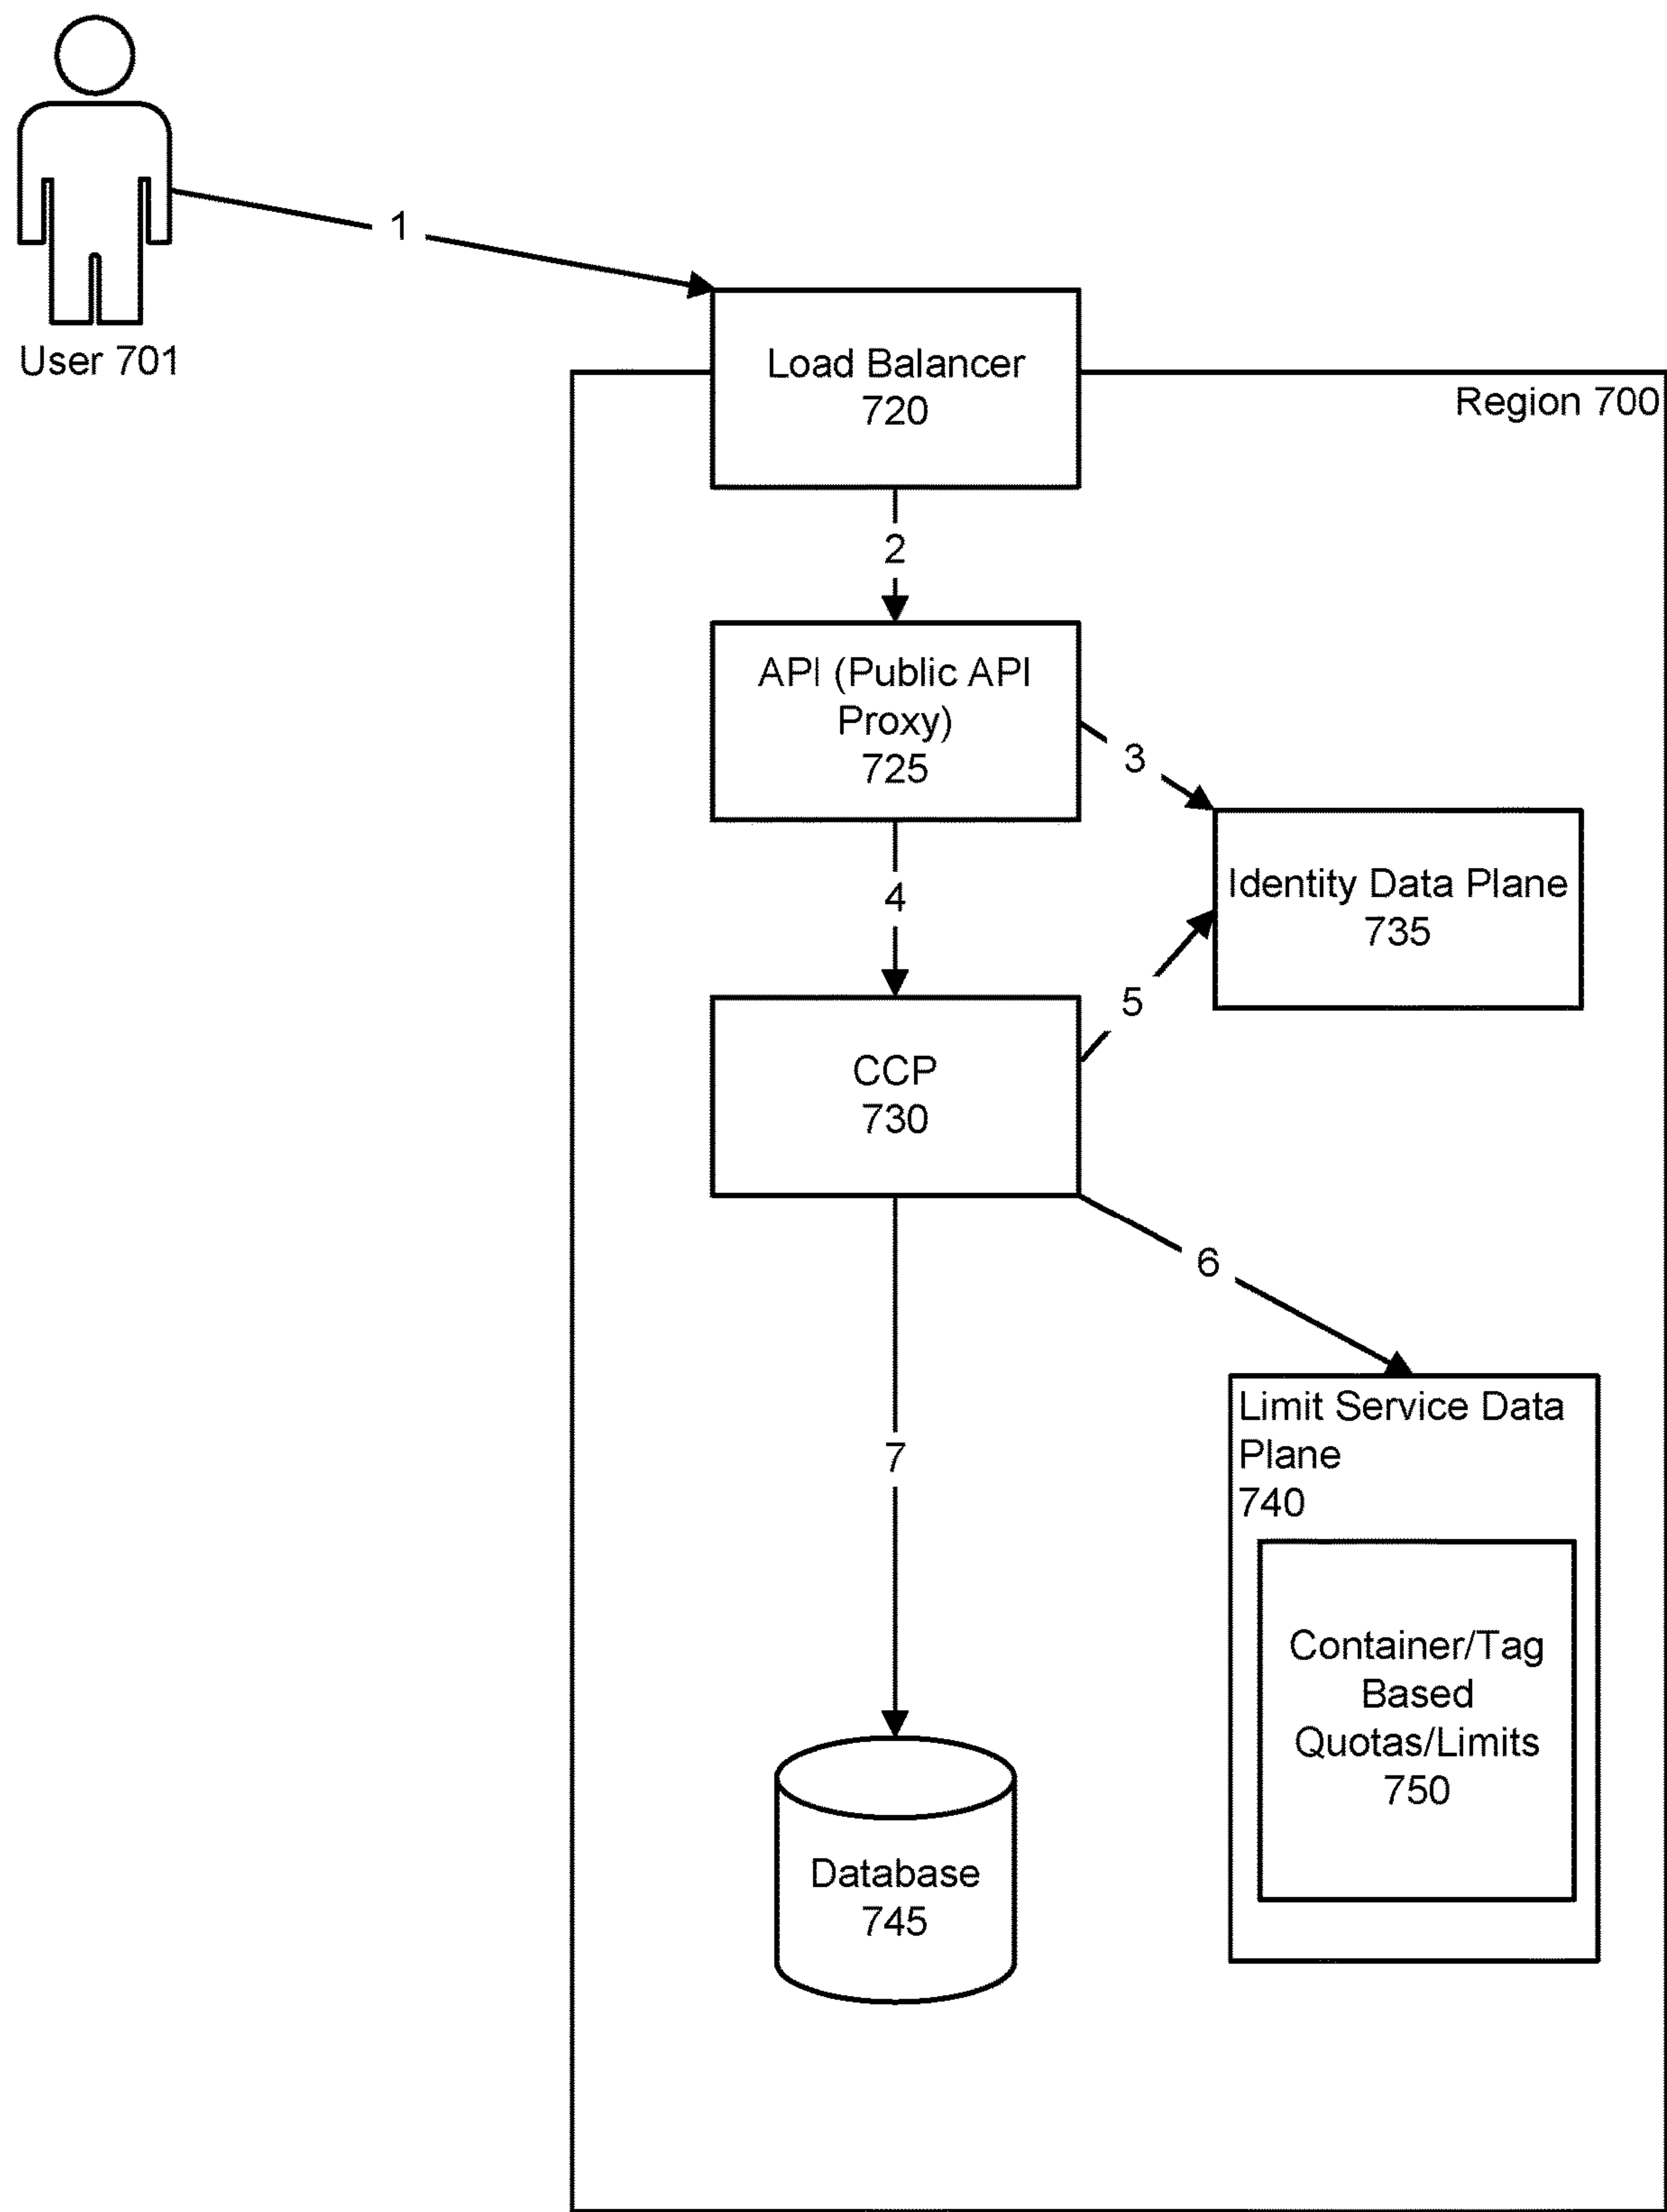 User 701
1
Load Balancer
720
Region 700
2
API (Public API
Proxy)
725
3
4
Identity Data Plane
735
5
CCP
730
6
7
Limit Service Data
Plane
740
Container/Tag
Based
Quotas/Limits
750
Database
745